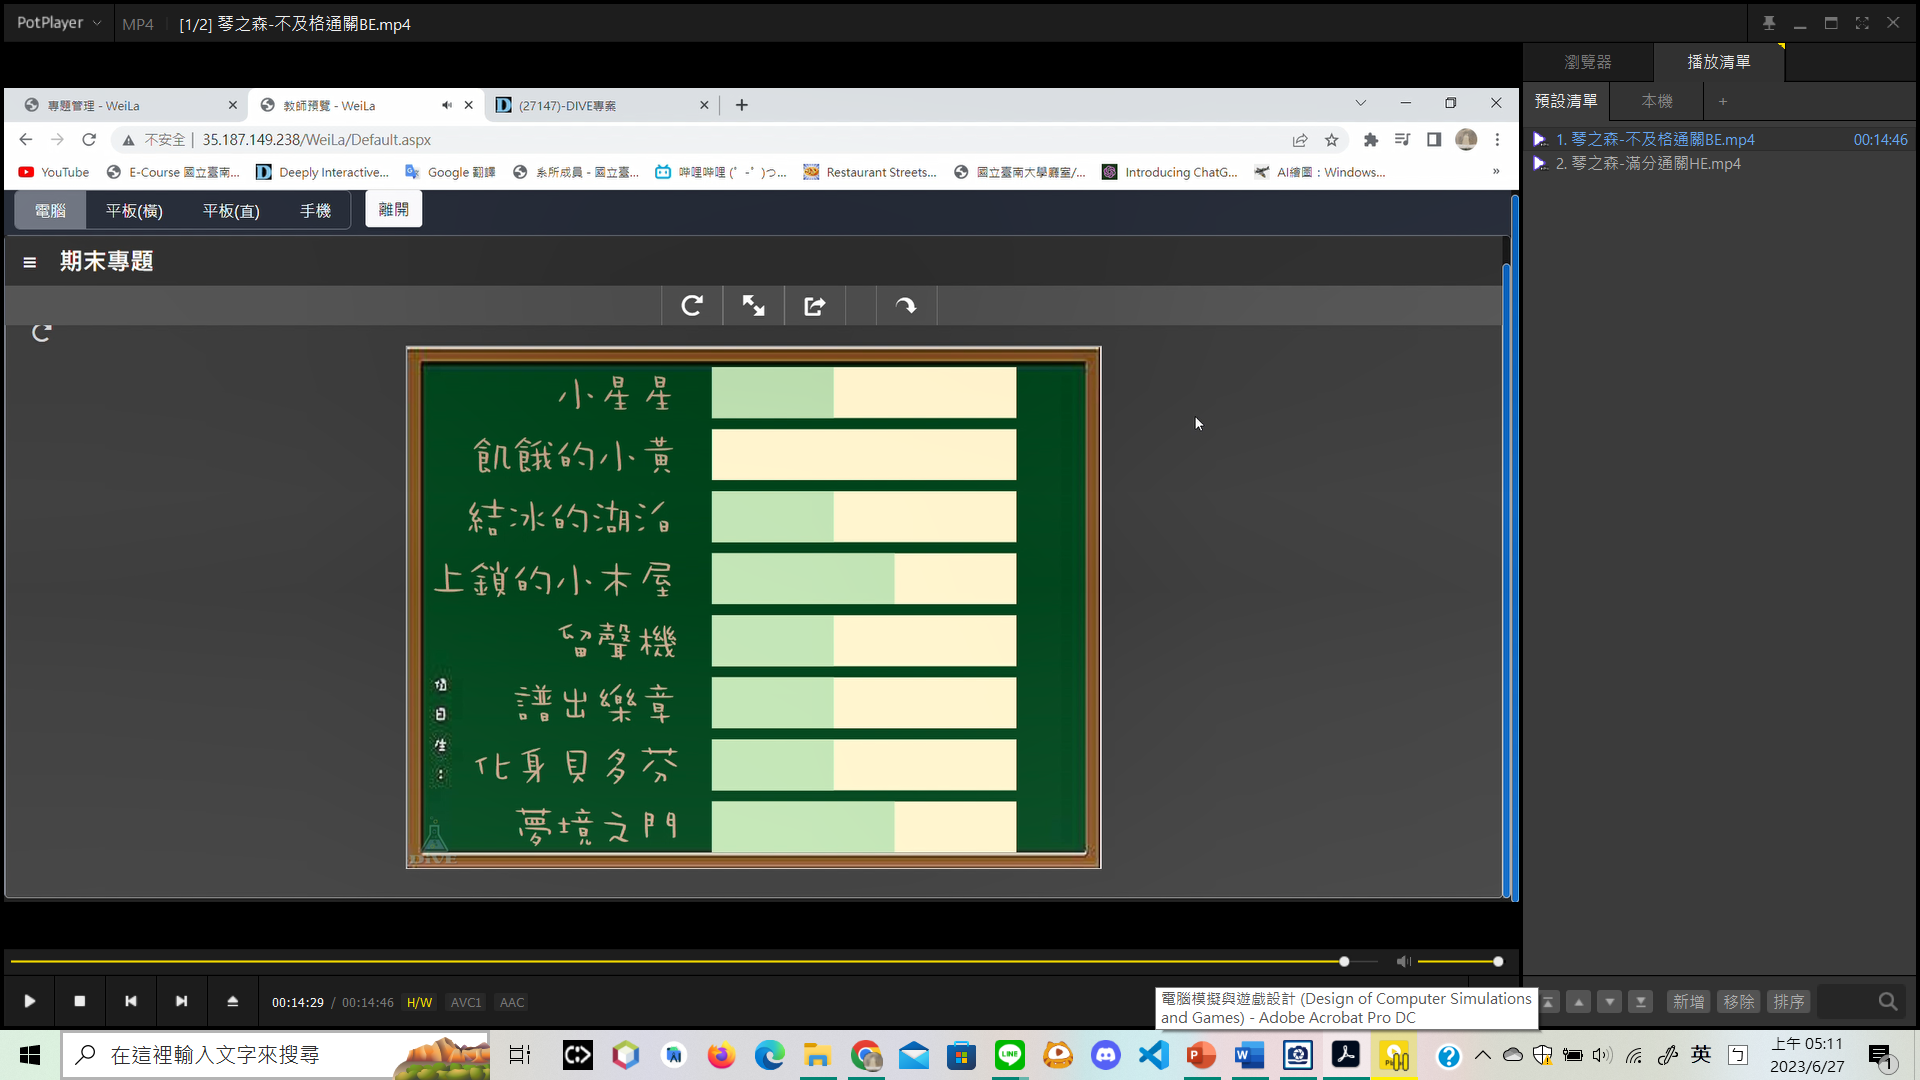 PotPlayer
MP4
[1/2] 琴之森-不及格通關BE.mp4
瀏覽器
播放清單
專題管理 - WeiLa
教師預覽 - WeiLa
(27147)-DIVE專案
預設清單
本機
不安全
35.187.149.238/WeiLa/Default.aspx
1. 琴之森-不及格通關BE.mp4
00:14:46
2. 琴之森-滿分通關HE.mp4
YouTube
E-Course 國立臺南...
Deeply Interactive...
Google 翻譯
系所成員 - 國立臺...
嗶哩嗶哩 (゜-゜)つ...
Restaurant Streets...
國立臺南大學廳室/...
Introducing ChatG...
AI繪圖：Windows...
»
電腦
平板(橫)
平板(直)
手機
離開
期末專題
小星星
飢餓的小黃
結冰的湖泊
上鎖的小木屋
留聲機
譜出樂章
化身貝多芬
夢境之門
DIVE
00:14:29 / 00:14:46
H/W
AVC1
AAC
電腦模擬與遊戲設計 (Design of Computer Simulations
and Games) - Adobe Acrobat Pro DC
新增
移除
排序
在這裡輸入文字來搜尋
LINE
英
上午 05:11
2023/6/27
1